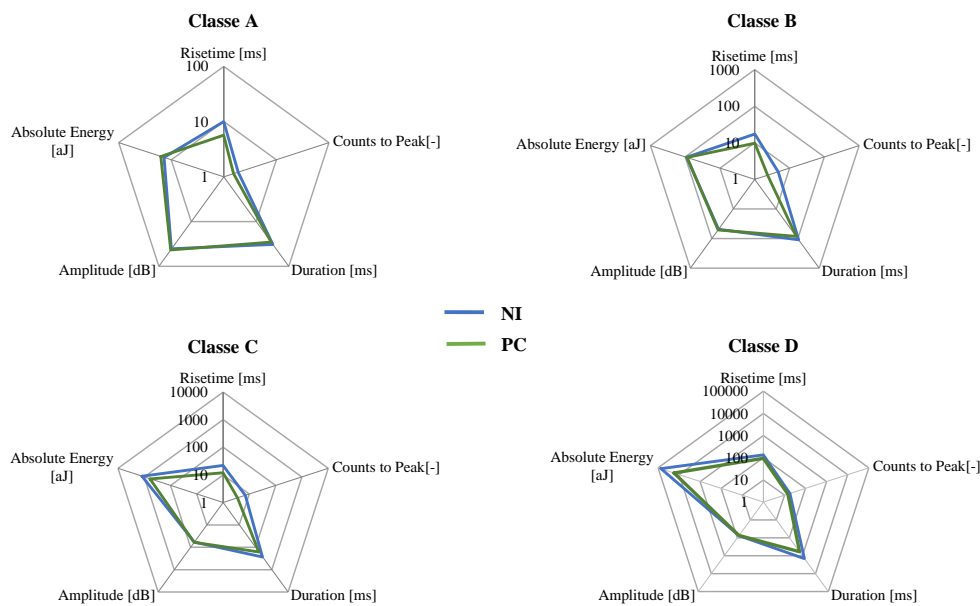 Classe A
Risetime [ms]
100
10
1
Absolute Energy
[aJ]
Counts to Peak[-]
Amplitude [dB]
Duration [ms]
Classe B
Risetime [ms]
1000
100
10
1
Absolute Energy [aJ]
Counts to Peak[-]
Amplitude [dB]
Duration [ms]
NI
PC
Classe C
Risetime [ms]
10000
1000
100
10
1
Absolute Energy
[aJ]
Counts to Peak[-]
Amplitude [dB]
Duration [ms]
Classe D
Risetime [ms]
100000
10000
1000
100
10
1
Absolute Energy
[aJ]
Counts to Peak[-]
Amplitude [dB]
Duration [ms]